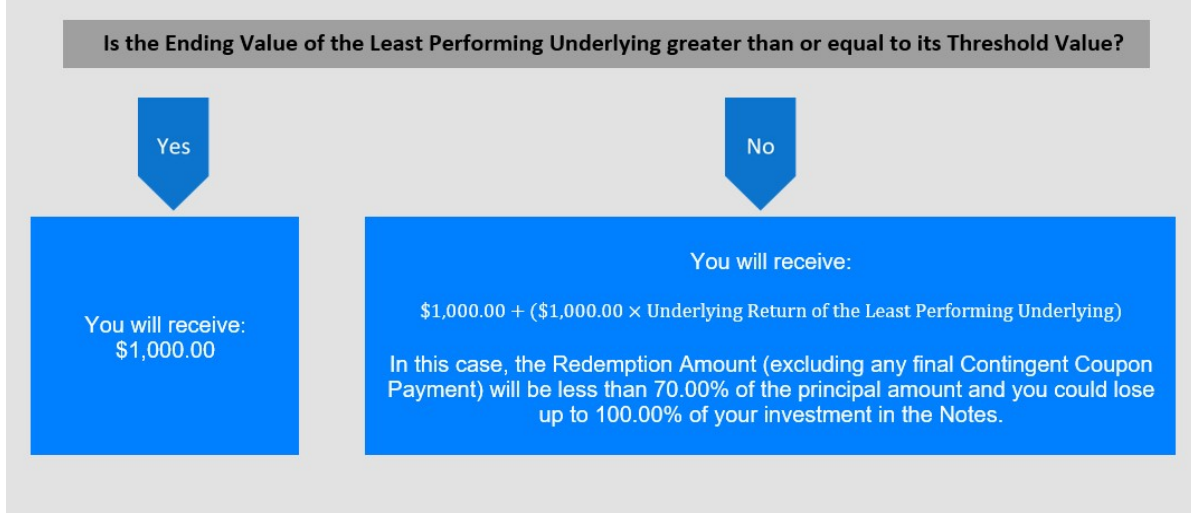 Is the Ending Value of the Least Performing Underlying greater than or equal to its Threshold Value?
Yes
No
You will receive:
$1,000.00
You will receive:
$1,000.00 + ($1,000.00 × Underlying Return of the Least Performing Underlying)
In this case, the Redemption Amount (excluding any final Contingent Coupon
Payment) will be less than 70.00% of the principal amount and you could lose
up to 100.00% of your investment in the Notes.